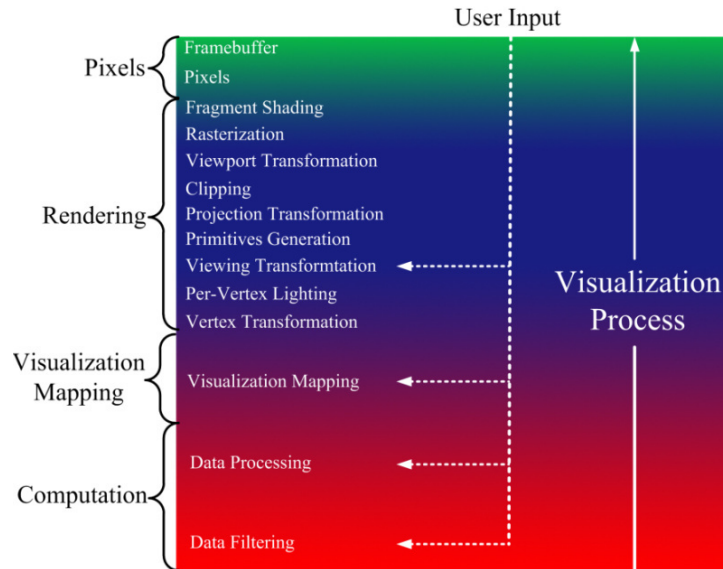 User Input
Pixels
Framebuffer
Pixels
Rendering
Fragment Shading
Rasterization
Viewport Transformation
Clipping
Projection Transformation
Primitives Generation
Viewing Transformtation
Per-Vertex Lighting
Vertex Transformation
Visualization
Mapping
Visualization Mapping
Computation
Data Processing
Data Filtering
Visualization
Process